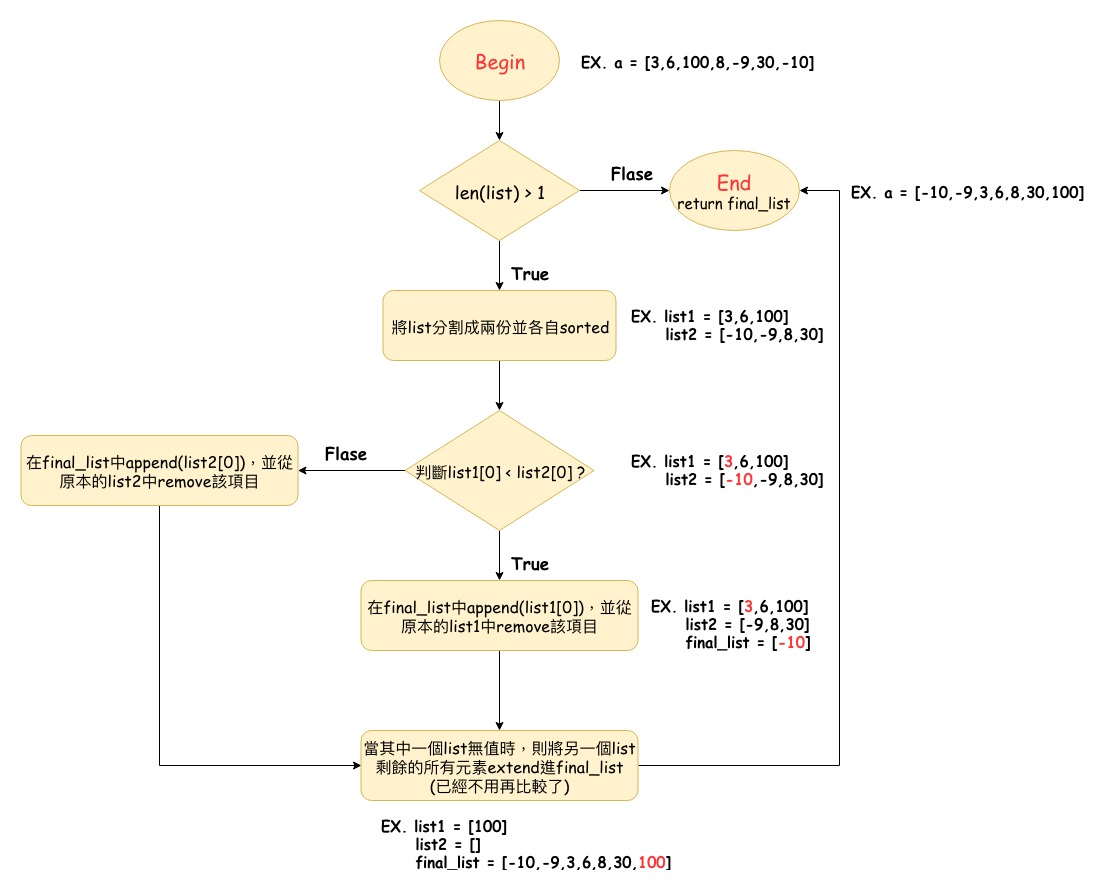 Begin
EX. a = [3,6,100,8,-9,30,-10]
len(list) > 1
Flase
End
return final_list
EX. a = [-10,-9,3,6,8,30,100]
True
將list分割成兩份並各自sorted
EX. list1 = [3,6,100]
list2 = [-10,-9,8,30]
判斷list1[0] < list2[0] ?
Flase
在final_list中append(list2[0])，並從
原本的list2中remove該項目
EX. list1 = [3,6,100]
list2 = [-10,-9,8,30]
True
在final_list中append(list1[0])，並從
原本的list1中remove該項目
EX. list1 = [3,6,100]
list2 = [-9,8,30]
final_list = [-10]
當其中一個list無值時，則將另一個list
剩餘的所有元素extend進final_list
(已經不用再比較了)
EX. list1 = [100]
list2 = []
final_list = [-10,-9,3,6,8,30,100]